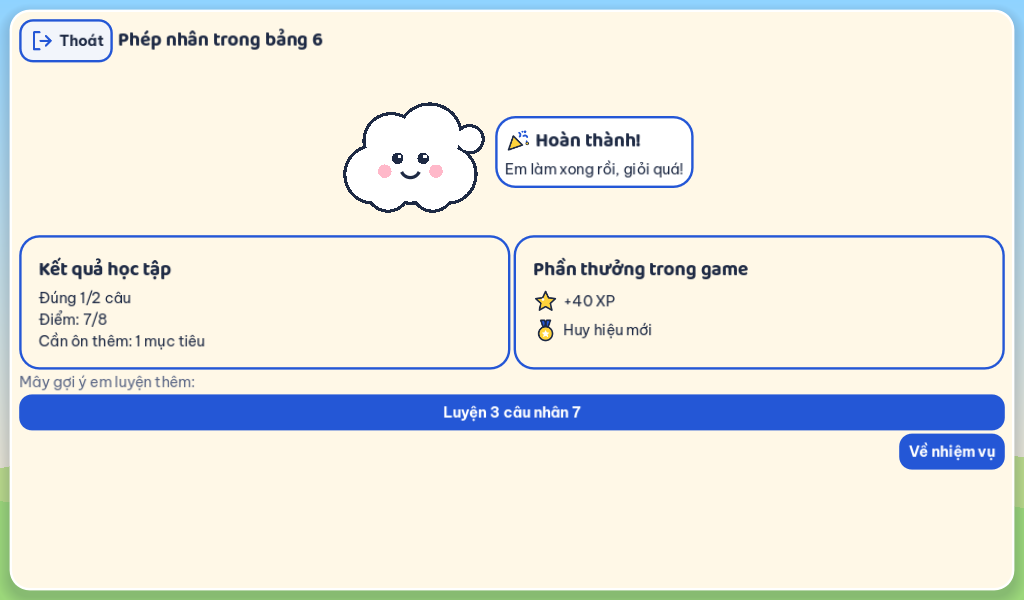 Thoát
Phép nhân trong bảng 6
Hoàn thành!
Em làm xong rồi, giỏi quá!
Kết quả học tập
Đúng 1/2 câu
Điểm: 7/8
Cần ôn thêm: 1 mục tiêu
Phần thưởng trong game
+40 XP
Huy hiệu mới
Mây gợi ý em luyện thêm:
Luyện 3 câu nhân 7
Về nhiệm vụ